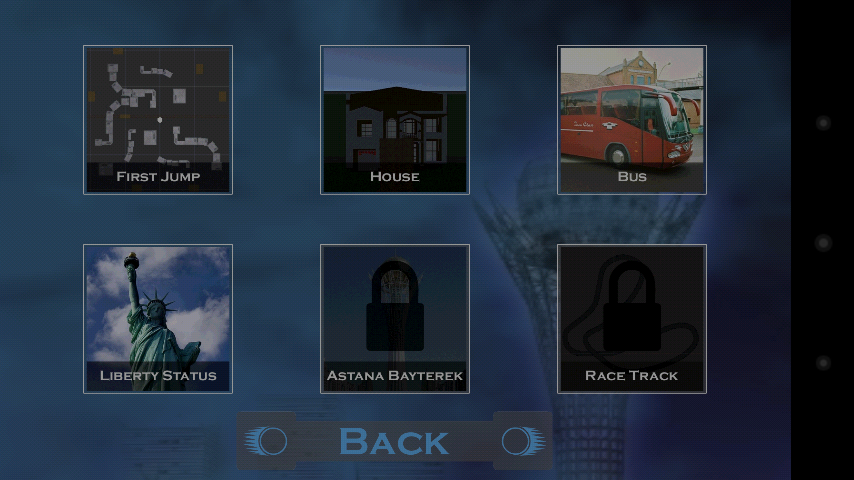 First Jump
House
Bus
Liberty Status
Astana Bayterek
Race Track
Back